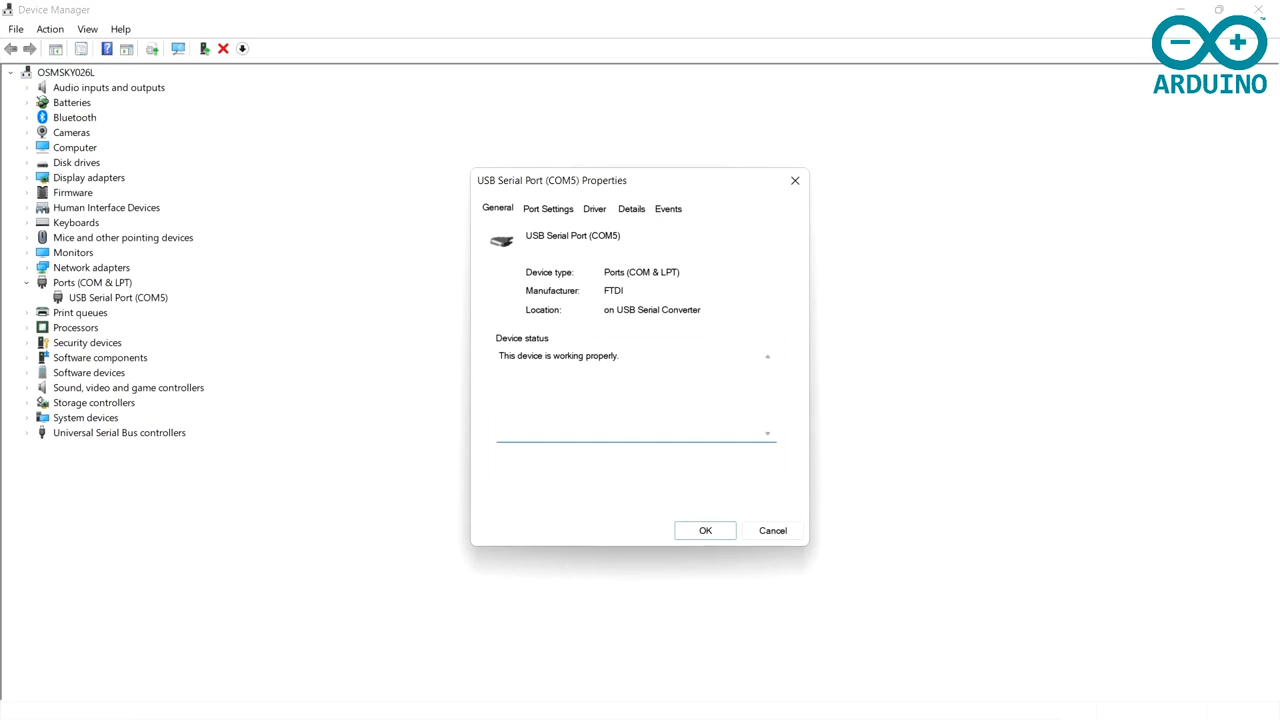 Device Manager
File Action View Help
ARDUINO
OSMSKY026L
Audio inputs and outputs
Batteries
Bluetooth
Cameras
Computer
Disk drives
Display adapters
Firmware
Human Interface Devices
Keyboards
Mice and other pointing devices
Monitors
Network adapters
Ports (COM & LPT)
USB Serial Port (COM5)
Print queues
Processors
Security devices
Software components
Software devices
Sound, video and game controllers
Storage controllers
System devices
Universal Serial Bus controllers
USB Serial Port (COM5) Properties
General Port Settings Driver Details Events
USB Serial Port (COM5)
Device type: Ports (COM & LPT)
Manufacturer: FTDI
Location: on USB Serial Converter
Device status
This device is working properly.
OK Cancel